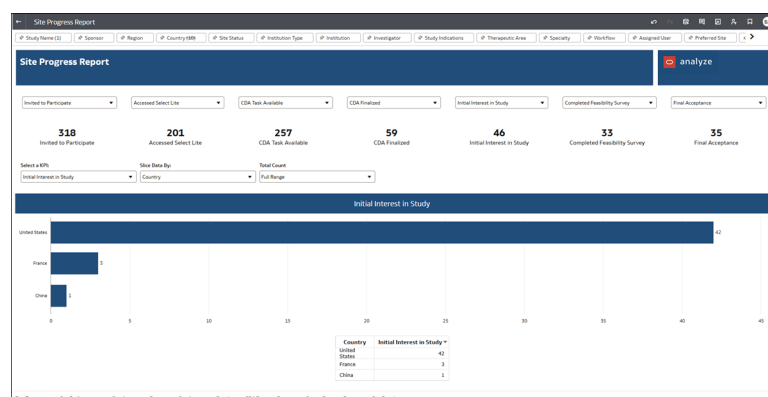 Site Progress Report
Study Name (1) Sponsor Region Country Site Status Institution Type Institution Investigator Study Indications Therapeutic Area Specialty Workflow Assigned User Preferred Site
Site Progress Report
analyze
Invited to Participate Accessed Select Lite CDA Task Available CDA Finalized Initial Interest in Study Completed Feasibility Survey Final Acceptance
318 201 257 59 46 33 35
Invited to Participate Accessed Select Lite CDA Task Available CDA Finalized Initial Interest in Study Completed Feasibility Survey Final Acceptance
Select a KPI: Slice Data By: Total Count
Initial Interest in Study Country Full Range
Initial Interest in Study
United States 42
France 3
China 1
0 5 10 15 20 25 30 35 40 45
Country Initial Interest in Study
United
States 42
France 3
China 1